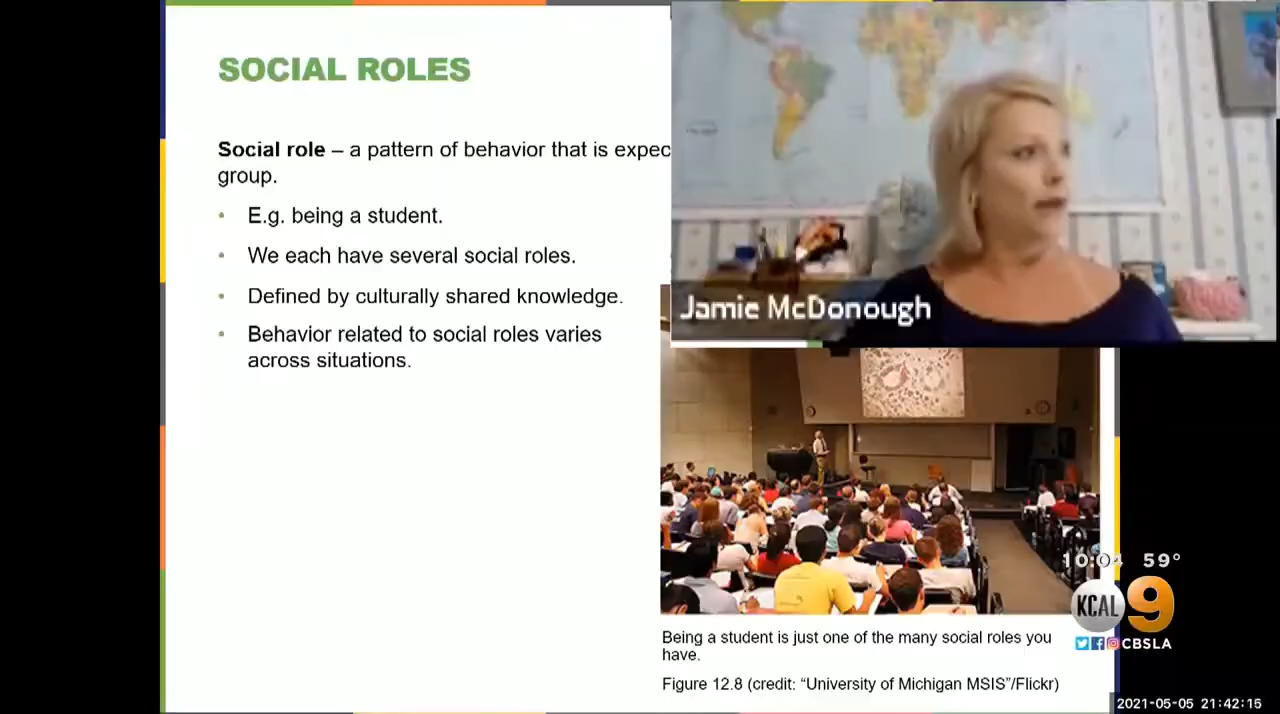 SOCIAL ROLES
Social role – a pattern of behavior that is expec
group.
• E.g. being a student.
• We each have several social roles.
• Defined by culturally shared knowledge.
• Behavior related to social roles varies
across situations.
Jamie McDonough
Being a student is just one of the many social roles you
have.
Figure 12.8 (credit: “University of Michigan MSIS”/Flickr)
10:04 59°
KCAL 9
CBSLA
2021-05-05 21:42:15